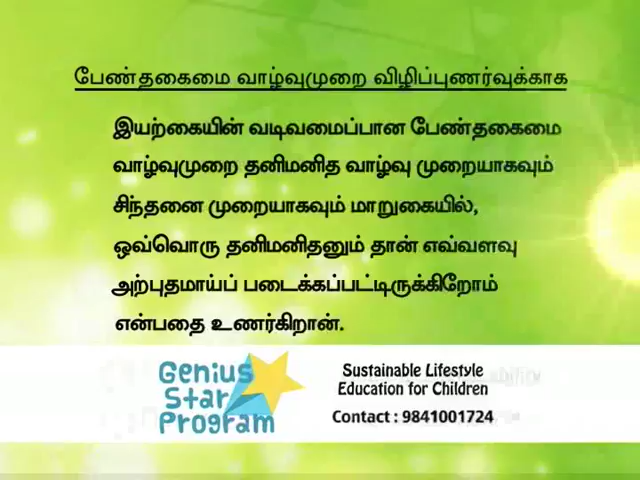 பேண்தகைமை வாழ்வுமுறை விழிப்புணர்வுக்காக
இயற்கையின் வடிவமைப்பான பேண்தகைமை
வாழ்வுமுறை தனிமனித வாழ்வு முறையாகவும்
சிந்தனை முறையாகவும் மாறுகையில்,
ஒவ்வொரு தனிமனிதனும் தான் எவ்வளவு
அற்புதமாய்ப் படைக்கப்பட்டிருக்கிறோம்
என்பதை உணர்கிறான்.
Genius
Star
Program
Sustainable Lifestyle
Education for Children
Contact : 9841001724